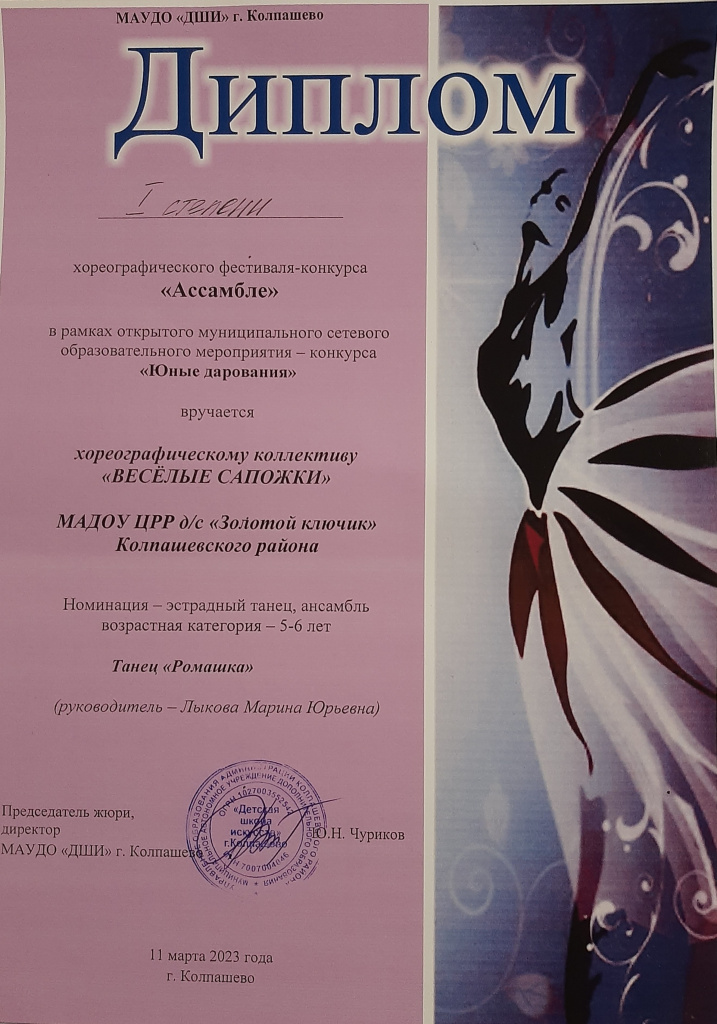 МАУДО «ДШИ» г. Колпашево
Диплом
I степени
хореографического фестиваля-конкурса
«Ассамбле»
в рамках открытого муниципального сетевого
образовательного мероприятия – конкурса
«Юные дарования»
вручается
хореографическому коллективу
«ВЕСЁЛЫЕ САПОЖКИ»
МАДОУ ЦРР д/с «Золотой ключик»
Колпашевского района
Номинация – эстрадный танец, ансамбль
возрастная категория – 5-6 лет
Танец «Ромашка»
(руководитель – Лыкова Марина Юрьевна)
Председатель жюри,
директор
МАУДО «ДШИ» г. Колпашево
Ю.Н. Чуриков
«Детская
школа
искусств»
г.Колпашево
11 марта 2023 года
г. Колпашево